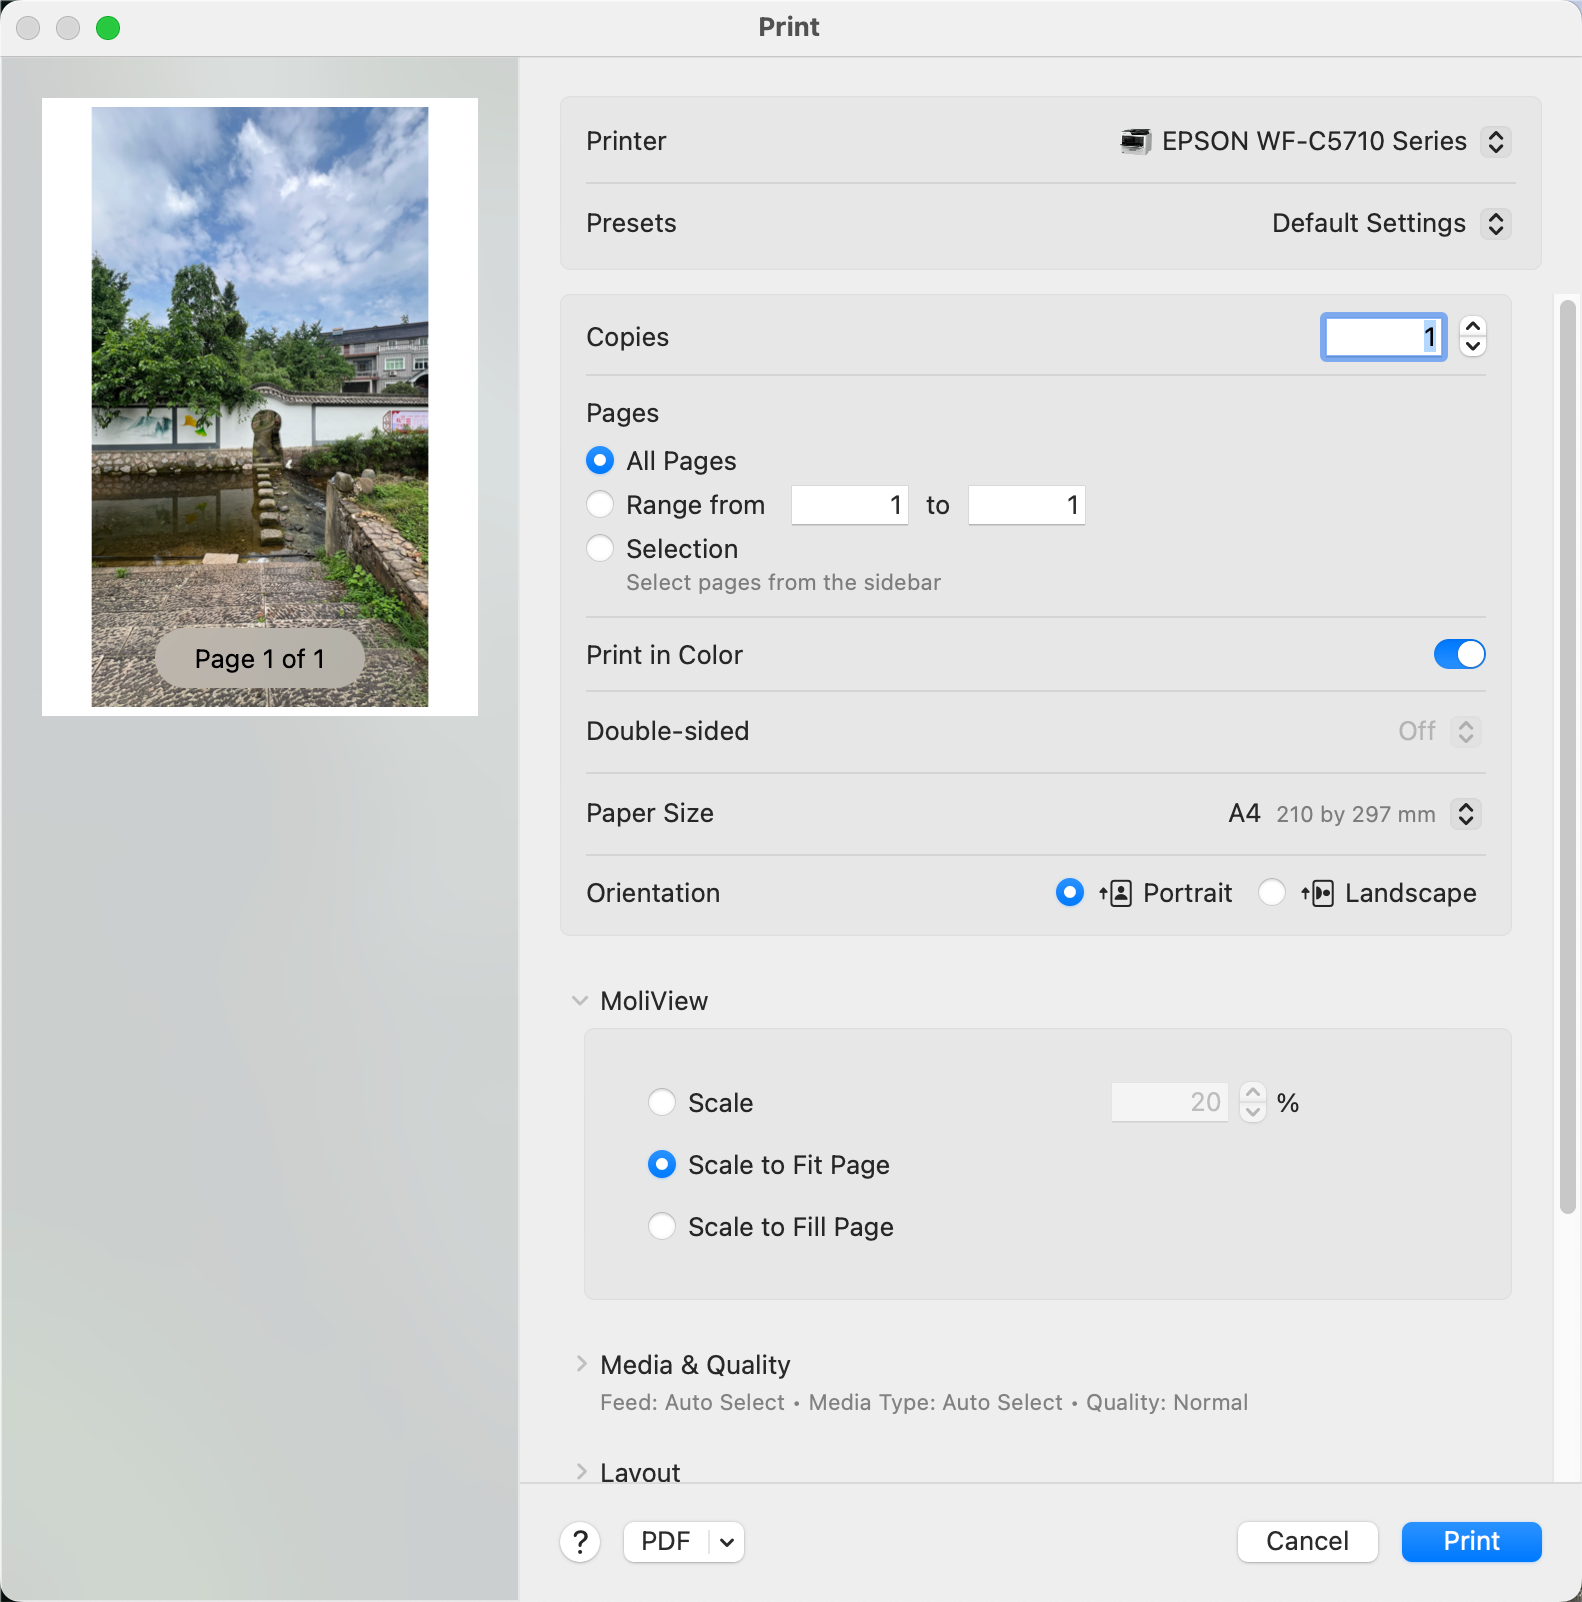 Print
Page 1 of 1
Printer
EPSON WF-C5710 Series
Presets
Default Settings
Copies
1
Pages
All Pages
Range from 1 to 1
Selection
Select pages from the sidebar
Print in Color
Double-sided
Off
Paper Size
A4 210 by 297 mm
Orientation
Portrait
Landscape
MoliView
Scale
20 %
Scale to Fit Page
Scale to Fill Page
Media & Quality
Feed: Auto Select • Media Type: Auto Select • Quality: Normal
Layout
?
PDF
Cancel
Print